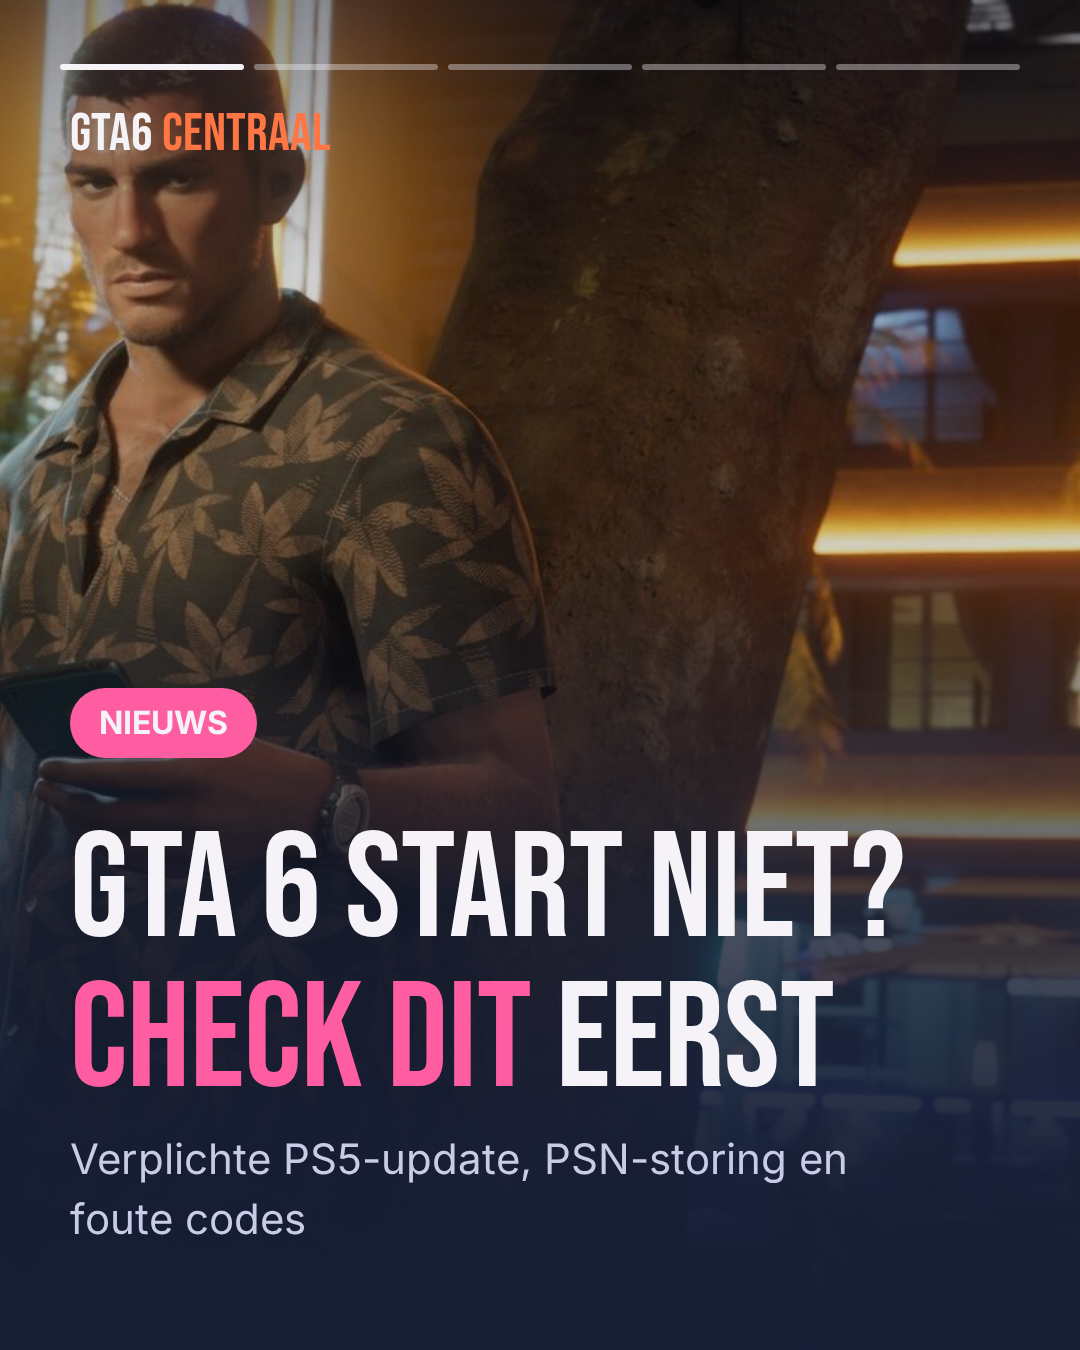 GTA6 CENTRAAL
NIEUWS
GTA 6 START NIET?
CHECK DIT EERST
Verplichte PS5-update, PSN-storing en
foute codes